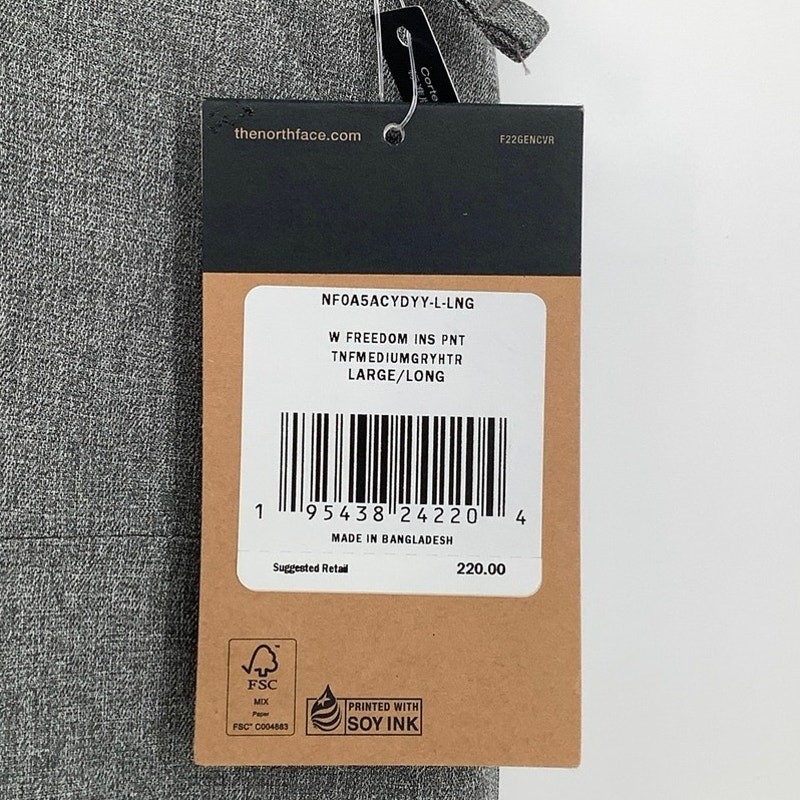 Corte
thenorthface.com
F22GENCVR
NF0A5ACYDYY-L-LNG
W FREEDOM INS PNT
TNFMEDIUMGRYHTR
LARGE/LONG
1 95438 24220 4
MADE IN BANGLADESH
Suggested Retail 220.00
FSC
MIX
Paper
FSC® C004683
PRINTED WITH
SOY INK